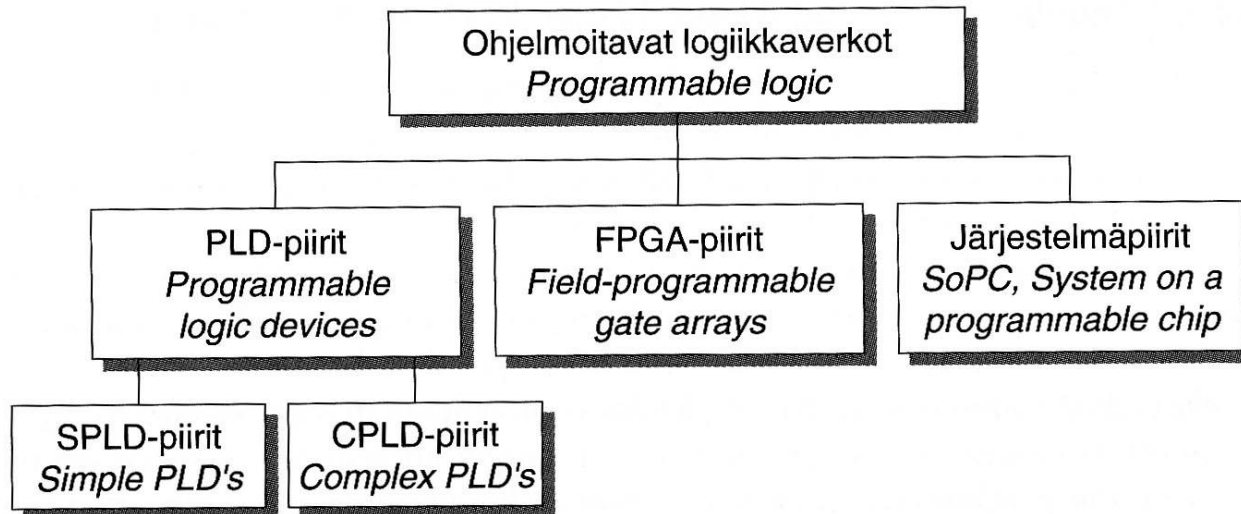 Ohjelmoitavat logiikkaverkot
Programmable logic
PLD-piirit
Programmable
logic devices
FPGA-piirit
Field-programmable
gate arrays
Järjestelmäpiirit
SoPC, System on a
programmable chip
SPLD-piirit
Simple PLD's
CPLD-piirit
Complex PLD's